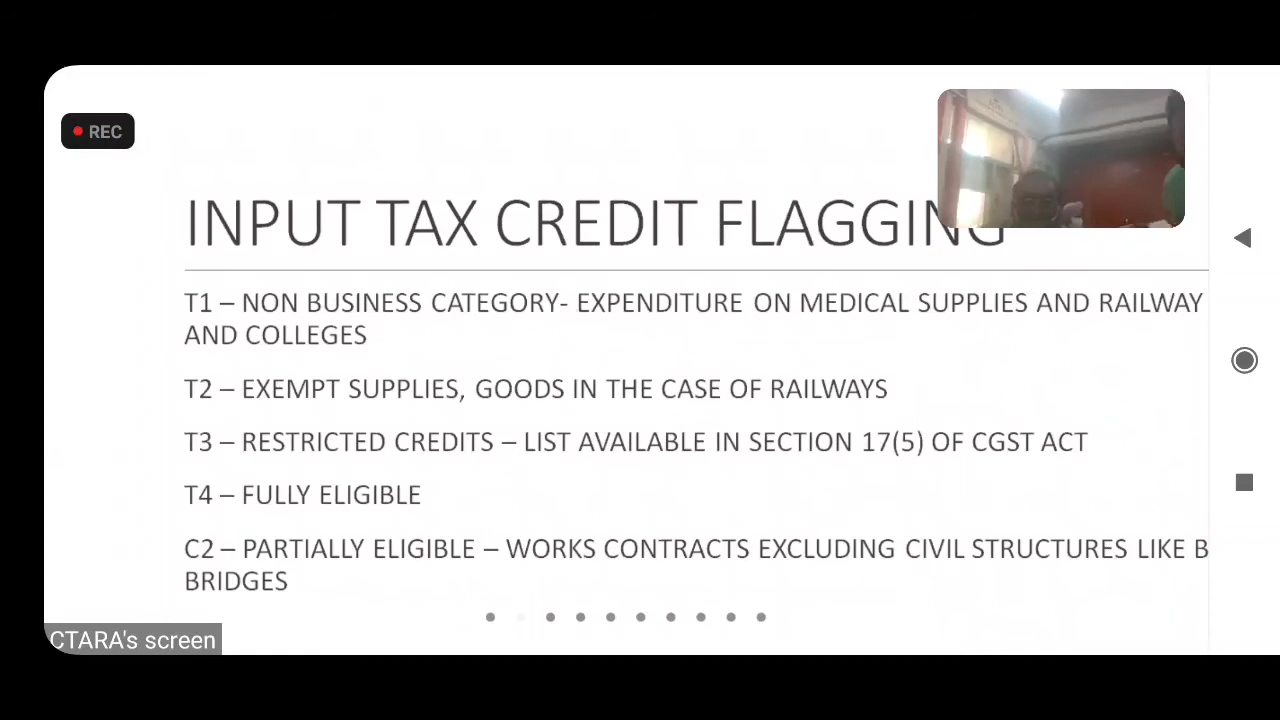 REC
INPUT TAX CREDIT FLAGGING
T1 – NON BUSINESS CATEGORY- EXPENDITURE ON MEDICAL SUPPLIES AND RAILWAY
AND COLLEGES
T2 – EXEMPT SUPPLIES, GOODS IN THE CASE OF RAILWAYS
T3 – RESTRICTED CREDITS – LIST AVAILABLE IN SECTION 17(5) OF CGST ACT
T4 – FULLY ELIGIBLE
C2 – PARTIALLY ELIGIBLE – WORKS CONTRACTS EXCLUDING CIVIL STRUCTURES LIKE B
BRIDGES
CTARA's screen